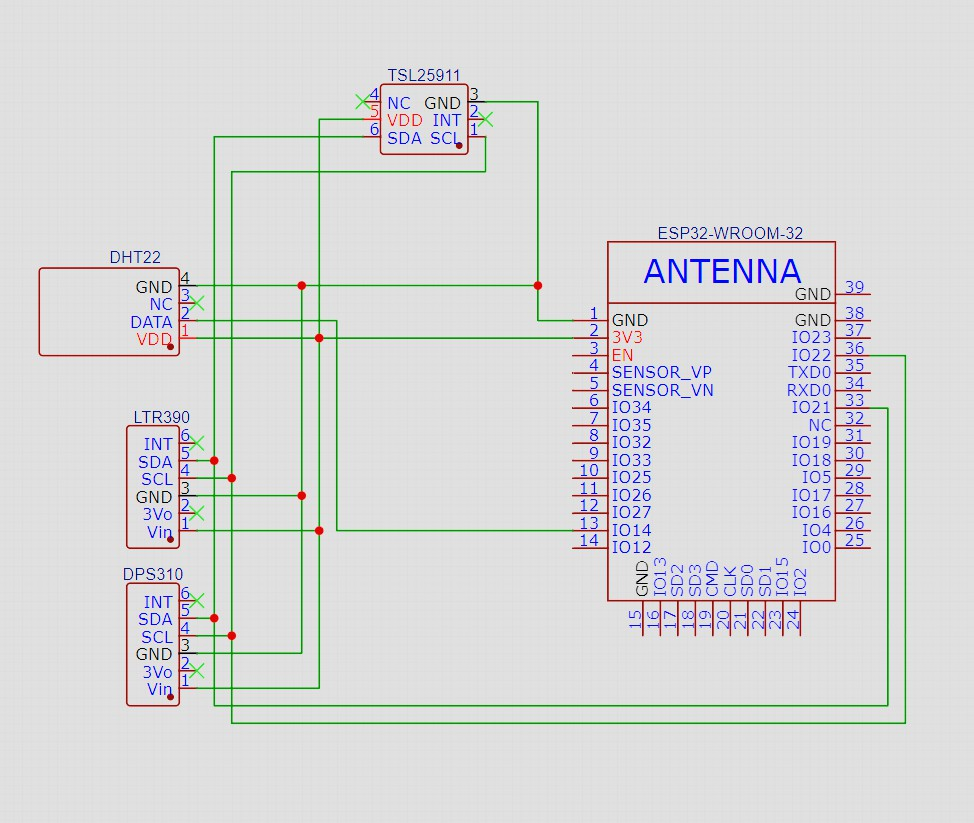 TSL25911
4 NC GND 3
5 VDD INT 2
6 SDA SCL 1
DHT22
GND 4
NC 3
DATA 2
VDD 1
LTR390
INT 6
SDA 5
SCL 4
GND 3
3Vo 2
Vin 1
DPS310
INT 6
SDA 5
SCL 4
GND 3
3Vo 2
Vin 1
ESP32-WROOM-32
ANTENNA
GND 39
1 GND GND 38
2 3V3 IO23 37
3 EN IO22 36
4 SENSOR_VP TXD0 35
5 SENSOR_VN RXD0 34
6 IO34 IO21 33
7 IO35 NC 32
8 IO32 IO19 31
9 IO33 IO18 30
10 IO25 IO5 29
11 IO26 IO17 28
12 IO27 IO16 27
13 IO14 IO4 26
14 IO12 IO0 25
GND IO13 SD2 SD3 CMD CLK SD0 SD1 IO15 IO2
15 16 17 18 19 20 21 22 23 24